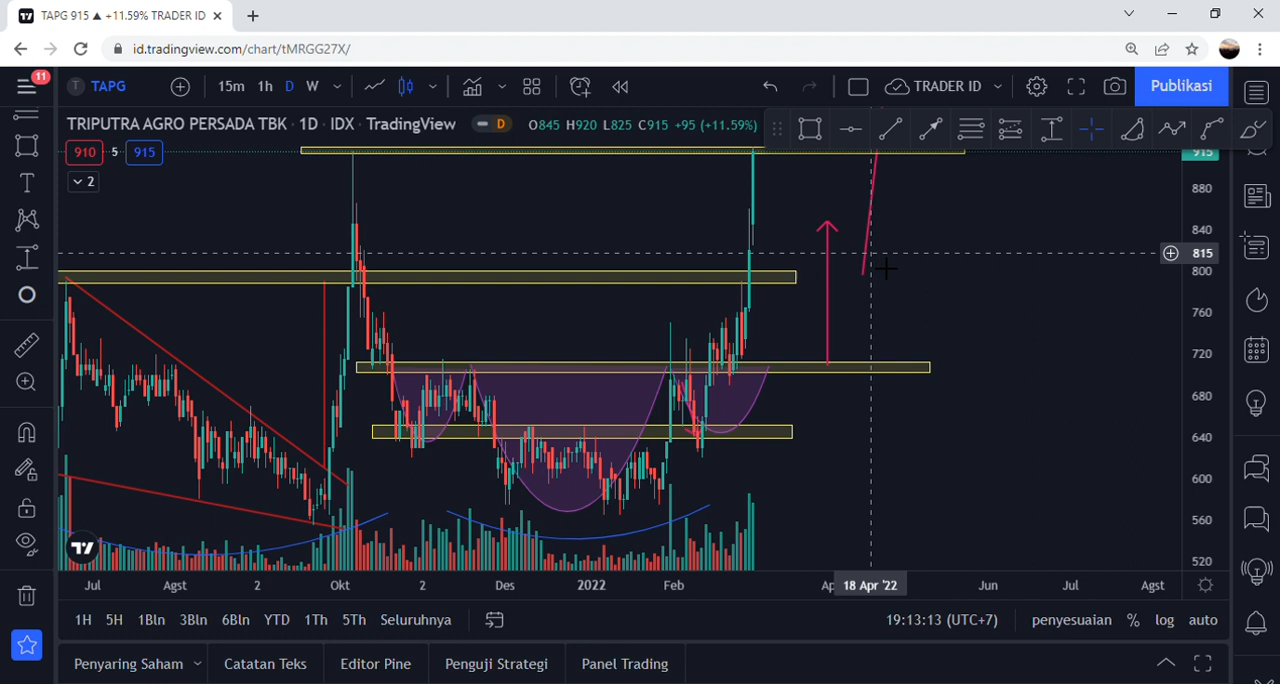 TAPG 915 ▲ +11.59% TRADER ID
id.tradingview.com/chart/tMRGG27X/
11
T TAPG 15m 1h D W TRADER ID Publikasi
TRIPUTRA AGRO PERSADA TBK · 1D · IDX · TradingView D O845 H920 L825 C915 +95 (+11.59%)
910 5 915
915
2
880
840
815
800
760
720
680
640
600
560
520
Jul Agst 2 Okt 2 Des 2022 Feb Ap 18 Apr '22 Jun Jul Agst
1H 5H 1Bln 3Bln 6Bln YTD 1Th 5Th Seluruhnya 19:13:13 (UTC+7) penyesuaian % log auto
Penyaring Saham Catatan Teks Editor Pine Penguji Strategi Panel Trading